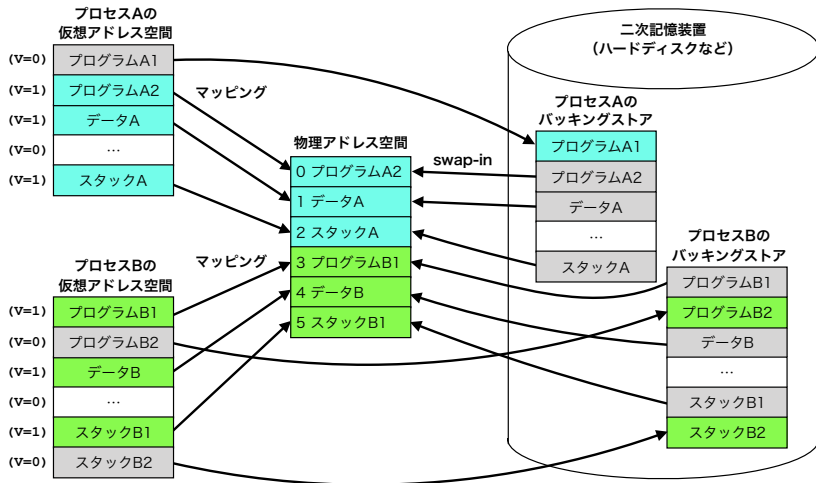 プロセスAの
仮想アドレス空間
(V=0) プログラムA1
(V=1) プログラムA2
(V=1) データA
(V=0) …
(V=1) スタックA
マッピング
プロセスBの
仮想アドレス空間
(V=1) プログラムB1
(V=0) プログラムB2
(V=1) データB
(V=0) …
(V=1) スタックB1
(V=0) スタックB2
マッピング
物理アドレス空間
0 プログラムA2
1 データA
2 スタックA
3 プログラムB1
4 データB
5 スタックB1
swap-in
二次記憶装置
(ハードディスクなど)
プロセスAの
バッキングストア
プログラムA1
プログラムA2
データA
…
スタックA
プロセスBの
バッキングストア
プログラムB1
プログラムB2
データB
…
スタックB1
スタックB2